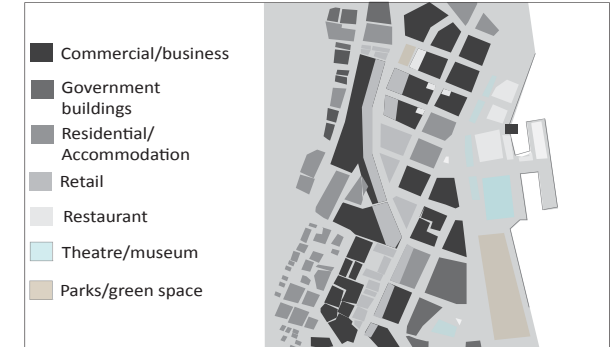 Commercial/business
Government
buildings
Residential/
Accommodation
Retail
Restaurant
Theatre/museum
Parks/green space